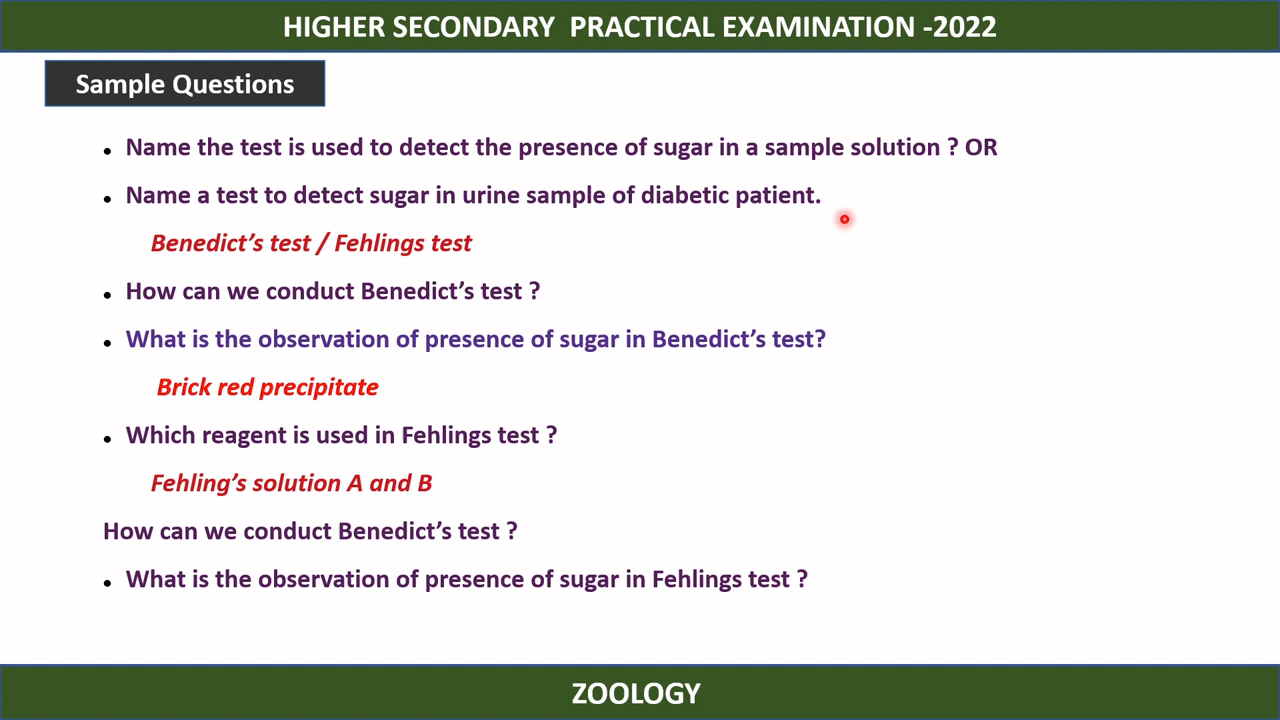 HIGHER SECONDARY PRACTICAL EXAMINATION -2022
Sample Questions
• Name the test is used to detect the presence of sugar in a sample solution ? OR
• Name a test to detect sugar in urine sample of diabetic patient.
Benedict’s test / Fehlings test
• How can we conduct Benedict’s test ?
• What is the observation of presence of sugar in Benedict’s test?
Brick red precipitate
• Which reagent is used in Fehlings test ?
Fehling’s solution A and B
How can we conduct Benedict’s test ?
• What is the observation of presence of sugar in Fehlings test ?
ZOOLOGY